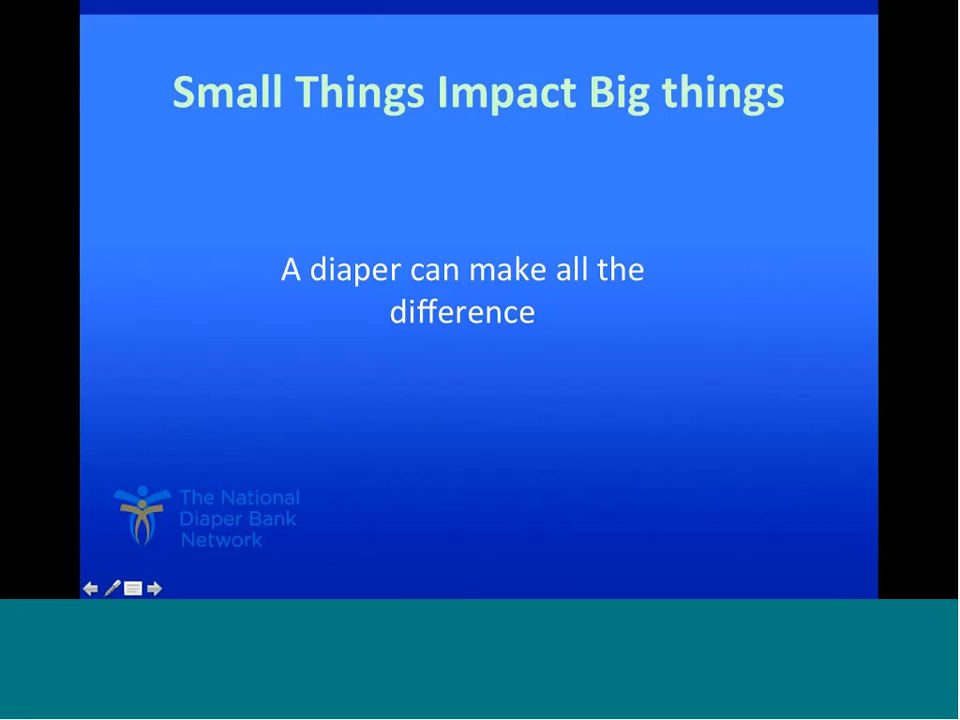 Small Things Impact Big things
A diaper can make all the
difference
The National
Diaper Bank
Network